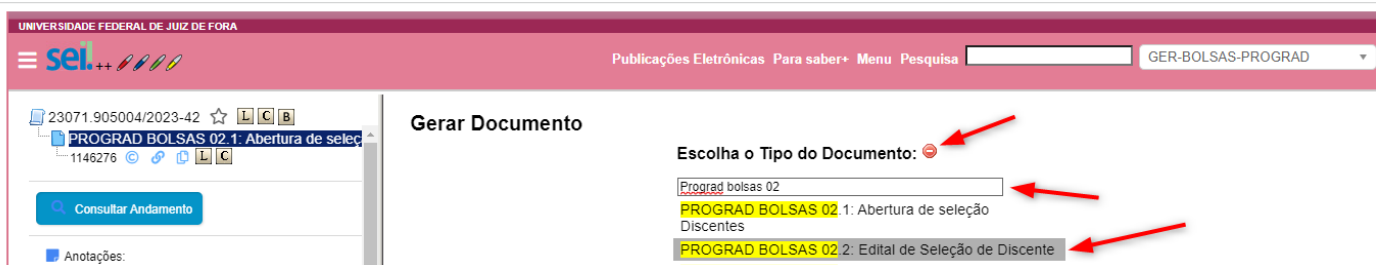 UNIVERSIDADE FEDERAL DE JUIZ DE FORA
sei. ++
Publicações Eletrônicas Para saber+ Menu Pesquisa
GER-BOLSAS-PROGRAD
23071.905004/2023-42 L C B
PROGRAD BOLSAS 02.1: Abertura de seleç
1146276 © L C
Consultar Andamento
Anotações:
Gerar Documento
Escolha o Tipo do Documento:
Prograd bolsas 02
PROGRAD BOLSAS 02.1: Abertura de seleção
Discentes
PROGRAD BOLSAS 02.2: Edital de Seleção de Discente